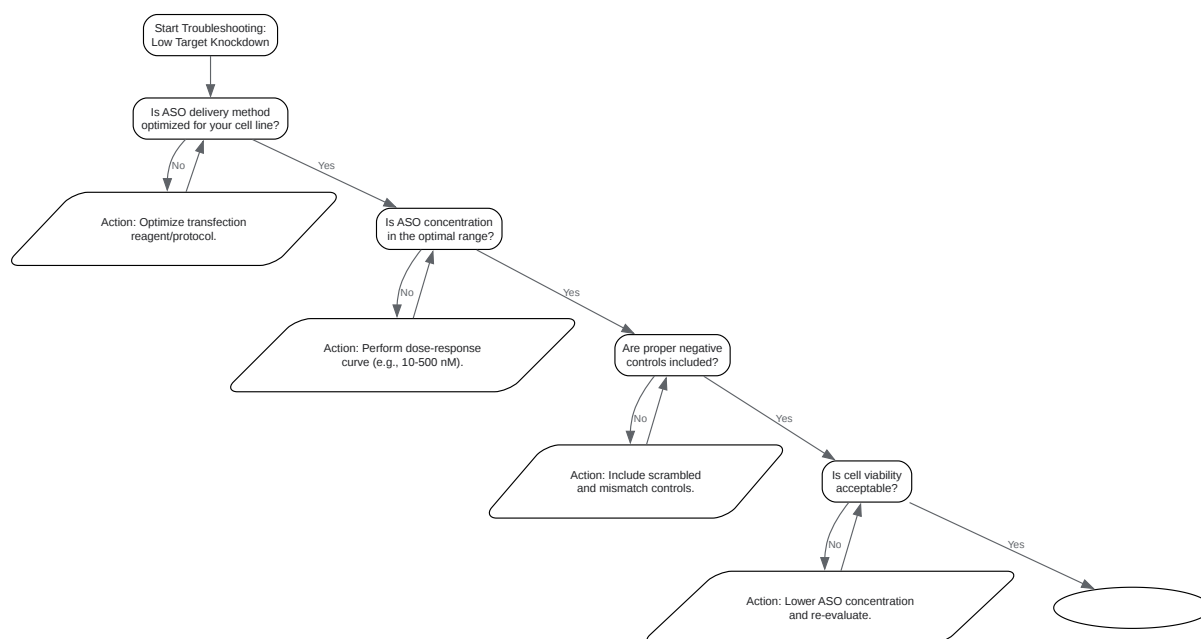 Start Troubleshooting:
Low Target Knockdown
Is ASO delivery method
optimized for your cell line?
No
Yes
Action: Optimize transfection
reagent/protocol.
Is ASO concentration
in the optimal range?
No
Yes
Action: Perform dose-response
curve (e.g., 10-500 nM).
Are proper negative
controls included?
No
Yes
Action: Include scrambled
and mismatch controls.
Is cell viability
acceptable?
No
Yes
Action: Lower ASO concentration
and re-evaluate.